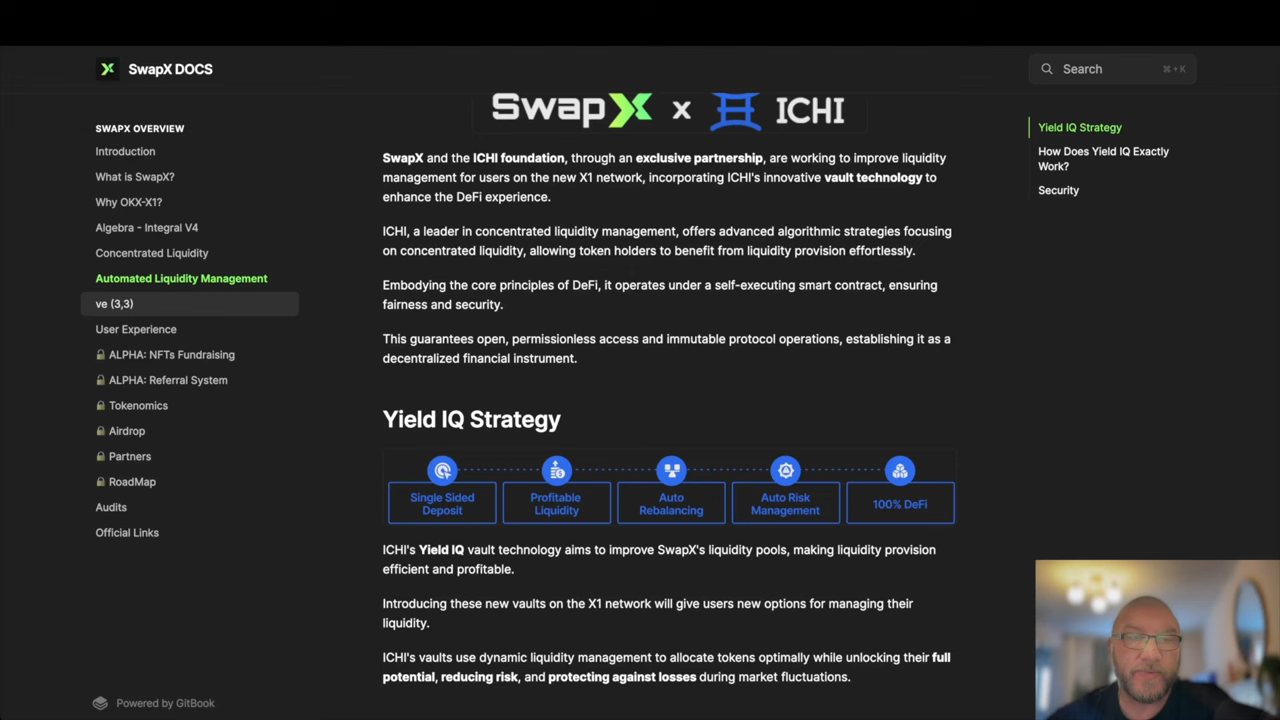 SwapX DOCS
Search
⌘ + K
SWAPX OVERVIEW
Introduction
What is SwapX?
Why OKX-X1?
Algebra - Integral V4
Concentrated Liquidity
Automated Liquidity Management
ve (3,3)
User Experience
ALPHA: NFTs Fundraising
ALPHA: Referral System
Tokenomics
Airdrop
Partners
RoadMap
Audits
Official Links
Powered by GitBook
SwapX x ICHI
SwapX and the ICHI foundation, through an exclusive partnership, are working to improve liquidity
management for users on the new X1 network, incorporating ICHI's innovative vault technology to
enhance the DeFi experience.
ICHI, a leader in concentrated liquidity management, offers advanced algorithmic strategies focusing
on concentrated liquidity, allowing token holders to benefit from liquidity provision effortlessly.
Embodying the core principles of DeFi, it operates under a self-executing smart contract, ensuring
fairness and security.
This guarantees open, permissionless access and immutable protocol operations, establishing it as a
decentralized financial instrument.
Yield IQ Strategy
Single Sided
Deposit
Profitable
Liquidity
Auto
Rebalancing
Auto Risk
Management
100% DeFi
ICHI's Yield IQ vault technology aims to improve SwapX's liquidity pools, making liquidity provision
efficient and profitable.
Introducing these new vaults on the X1 network will give users new options for managing their
liquidity.
ICHI's vaults use dynamic liquidity management to allocate tokens optimally while unlocking their full
potential, reducing risk, and protecting against losses during market fluctuations.
Yield IQ Strategy
How Does Yield IQ Exactly
Work?
Security